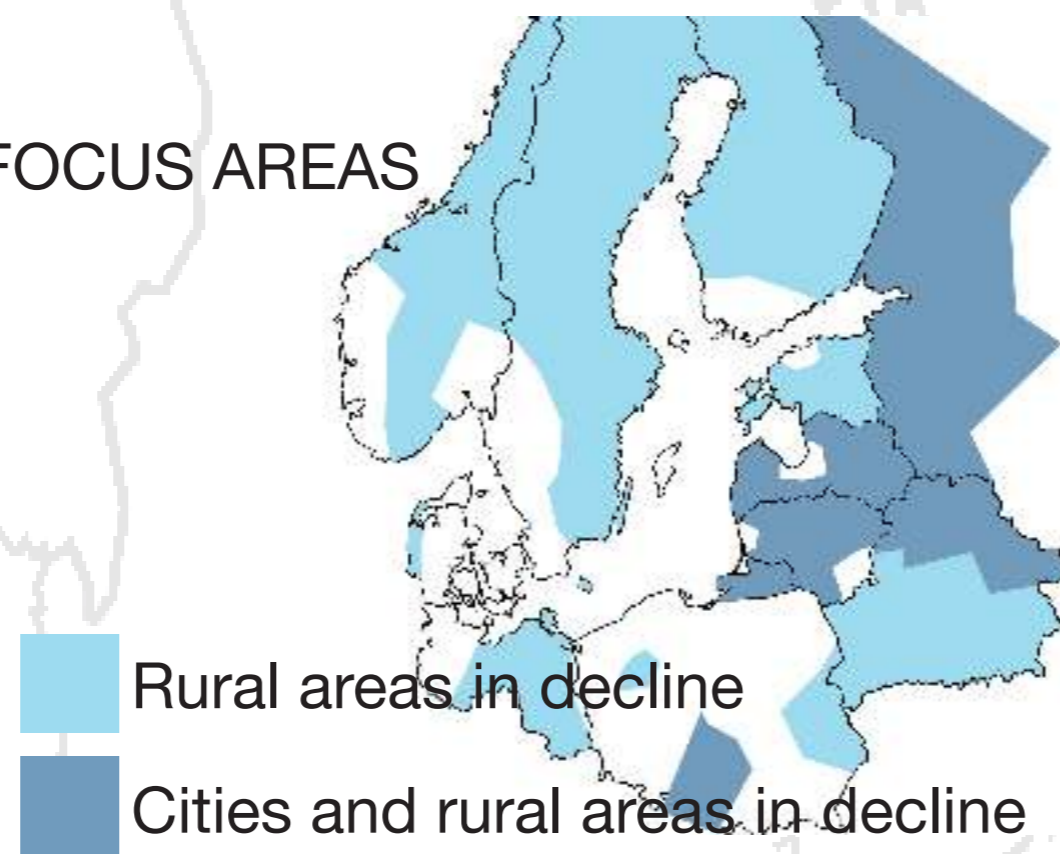 FOCUS AREAS
Rural areas in decline
Cities and rural areas in decline